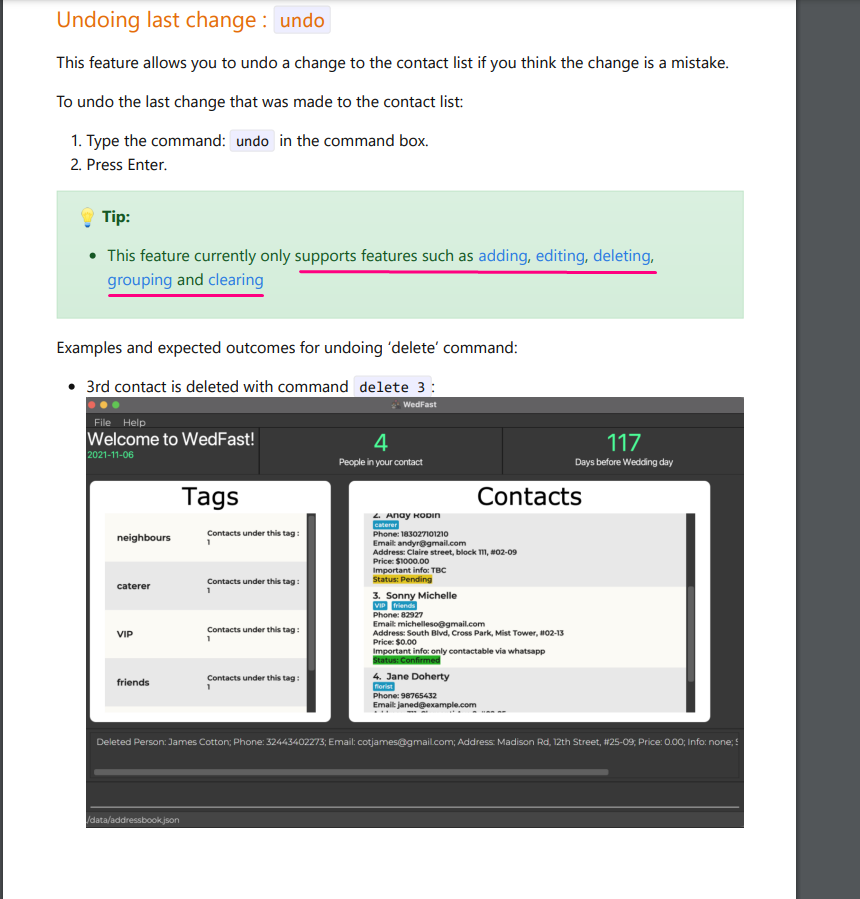 Undoing last change : undo
This feature allows you to undo a change to the contact list if you think the change is a mistake.
To undo the last change that was made to the contact list:
1. Type the command: undo in the command box.
2. Press Enter.
Tip:
• This feature currently only supports features such as adding, editing, deleting,
grouping and clearing
Examples and expected outcomes for undoing ‘delete’ command:
• 3rd contact is deleted with command delete 3 :
WedFast
File Help
Welcome to WedFast!
2021-11-06
4
People in your contact
117
Days before Wedding day
Tags
neighbours
Contacts under this tag :
1
caterer
Contacts under this tag :
1
VIP
Contacts under this tag :
1
friends
Contacts under this tag :
1
Contacts
2. Andy Robin
caterer
Phone: 183027101210
Email: andyr@gmail.com
Address: Claire street, block 111, #02-09
Price: $1000.00
Important info: TBC
Status: Pending
3. Sonny Michelle
VIP friends
Phone: 82927
Email: michelleso@gmail.com
Address: South Blvd, Cross Park, Mist Tower, #02-13
Price: $0.00
Important info: only contactable via whatsapp
Status: Confirmed
4. Jane Doherty
florist
Phone: 98765432
Email: janed@example.com
Deleted Person: James Cotton; Phone: 32443402273; Email: cotjames@gmail.com; Address: Madison Rd, 12th Street, #25-09; Price: 0.00; Info: none;
/data/addressbook.json